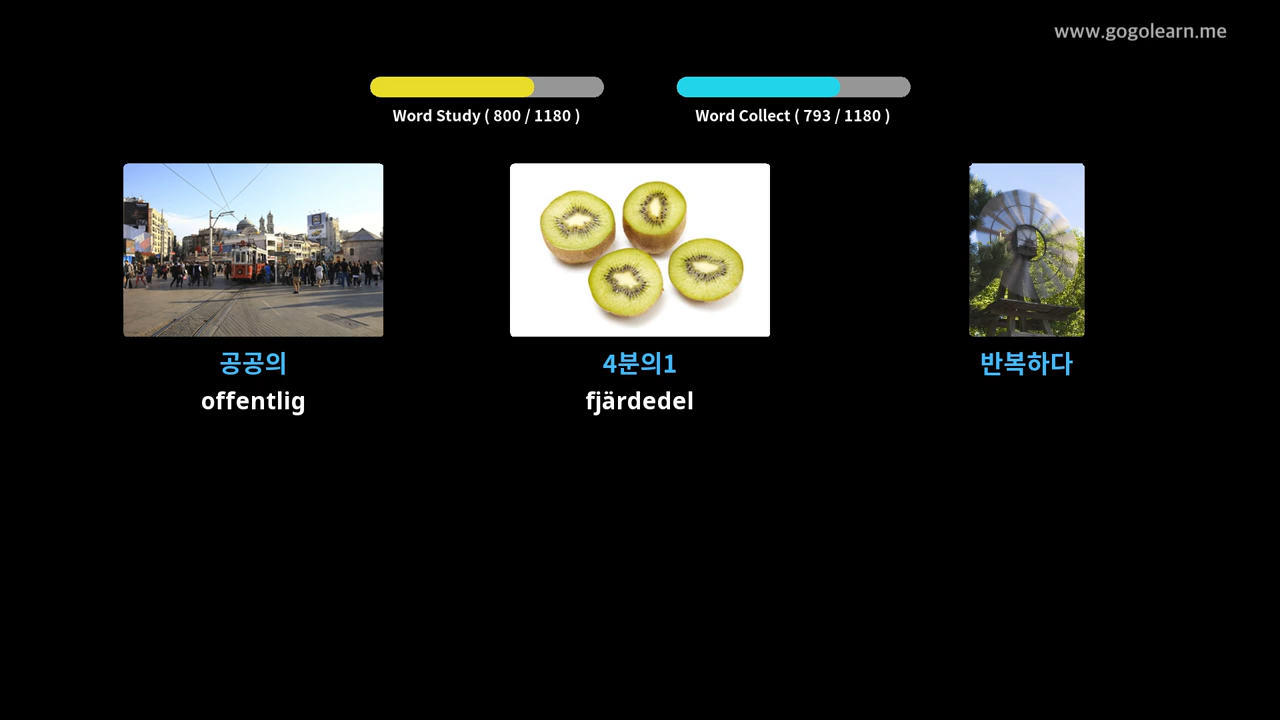 www.gogolearn.me
Word Study ( 800 / 1180 )
Word Collect ( 793 / 1180 )
공공의
offentlig
4분의1
fjärdedel
반복하다